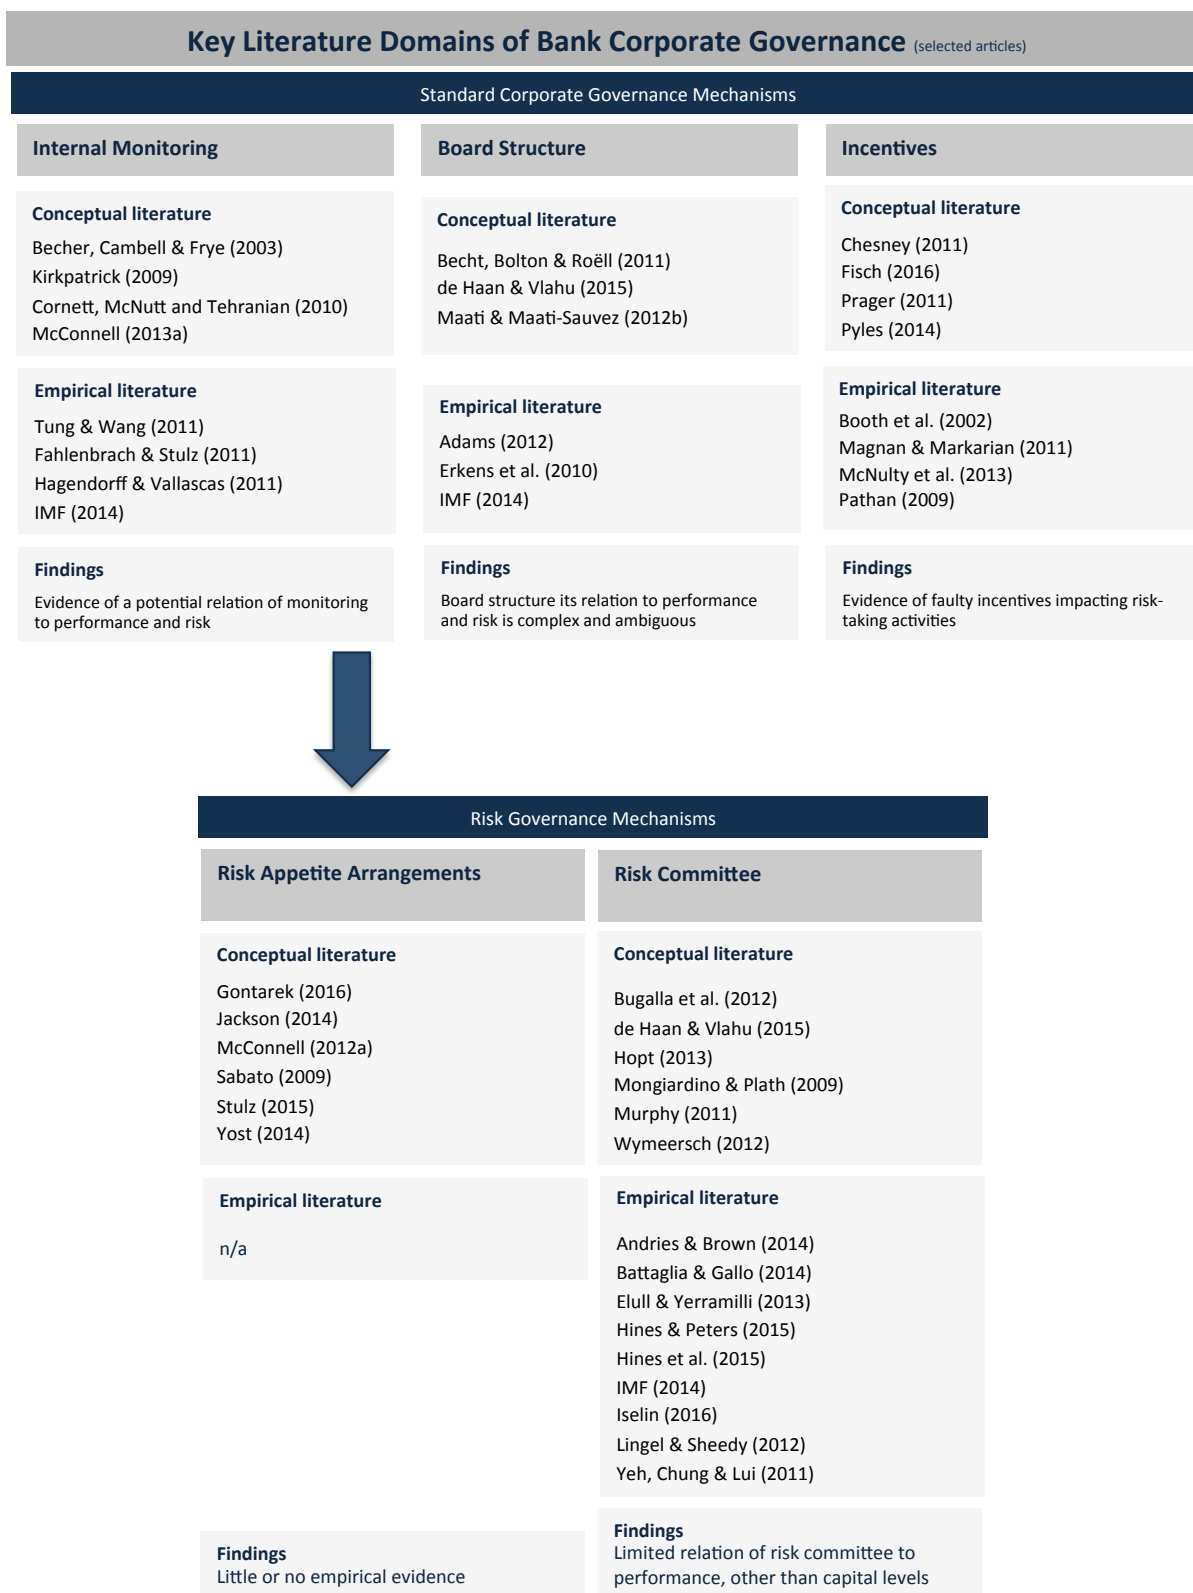 Key Literature Domains of Bank Corporate Governance (selected articles)
Standard Corporate Governance Mechanisms
Internal Monitoring
Conceptual literature
Becher, Cambell & Frye (2003)
Kirkpatrick (2009)
Cornett, McNutt and Tehranian (2010)
McConnell (2013a)
Empirical literature
Tung & Wang (2011)
Fahlenbrach & Stulz (2011)
Hagendorff & Vallascas (2011)
IMF (2014)
Findings
Evidence of a potential relation of monitoring
to performance and risk
Board Structure
Conceptual literature
Becht, Bolton & Roëll (2011)
de Haan & Vlahu (2015)
Maati & Maati-Sauvez (2012b)
Empirical literature
Adams (2012)
Erkens et al. (2010)
IMF (2014)
Findings
Board structure its relation to performance
and risk is complex and ambiguous
Incentives
Conceptual literature
Chesney (2011)
Fisch (2016)
Prager (2011)
Pyles (2014)
Empirical literature
Booth et al. (2002)
Magnan & Markarian (2011)
McNulty et al. (2013)
Pathan (2009)
Findings
Evidence of faulty incentives impacting risk-
taking activities
Risk Governance Mechanisms
Risk Appetite Arrangements
Conceptual literature
Gontarek (2016)
Jackson (2014)
McConnell (2012a)
Sabato (2009)
Stulz (2015)
Yost (2014)
Empirical literature
n/a
Findings
Little or no empirical evidence
Risk Committee
Conceptual literature
Bugalla et al. (2012)
de Haan & Vlahu (2015)
Hopt (2013)
Mongiardino & Plath (2009)
Murphy (2011)
Wymeersch (2012)
Empirical literature
Andries & Brown (2014)
Battaglia & Gallo (2014)
Elull & Yerramilli (2013)
Hines & Peters (2015)
Hines et al. (2015)
IMF (2014)
Iselin (2016)
Lingel & Sheedy (2012)
Yeh, Chung & Lui (2011)
Findings
Limited relation of risk committee to
performance, other than capital levels